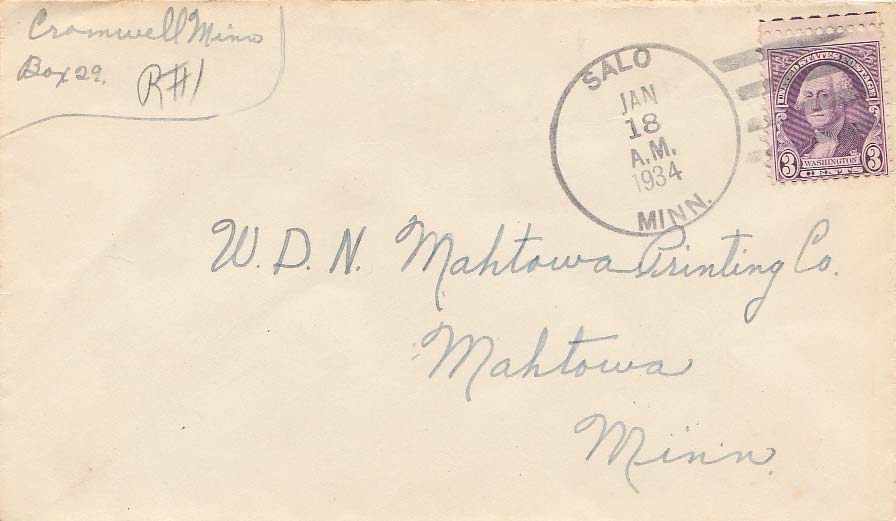 Cromwell Minn
Box 29.
R#1
SALO
JAN
18
A.M.
1934
MINN.
UNITED STATES POSTAGE
3 WASHINGTON 3
CENTS
W. D. N. Mahtowa Printing Co.
Mahtowa
Minn.